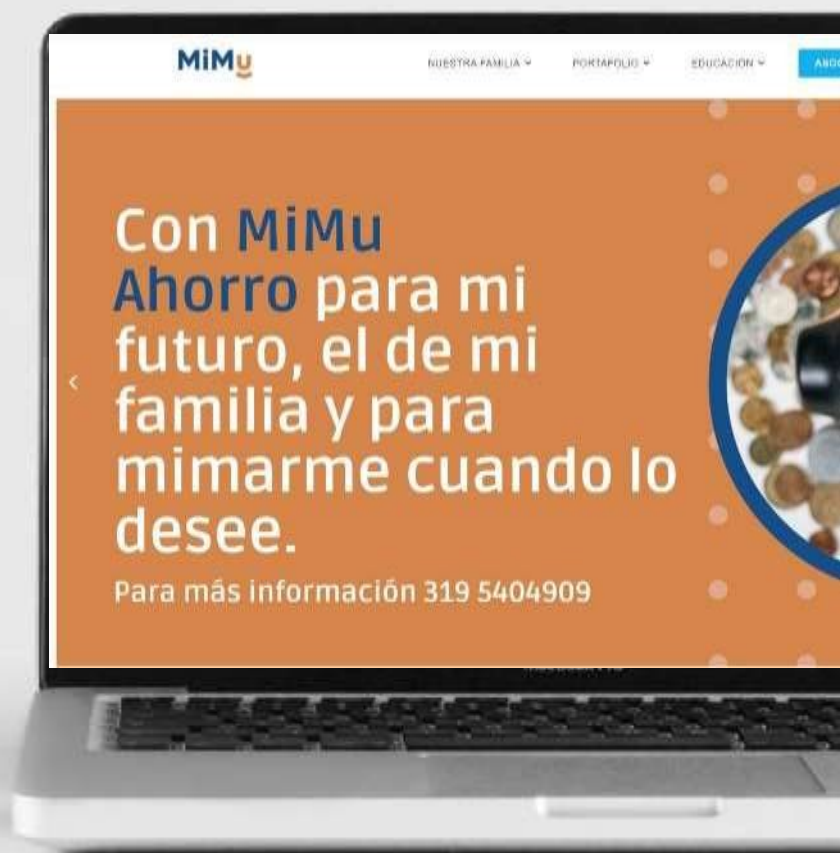 MiMu
NUESTRA FAMILIA
PORTAFOLIO
EDUCACIÓN
Con MiMu
Ahorro para mi
futuro, el de mi
familia y para
mimarme cuando lo
desee.
Para más información 319 5404909